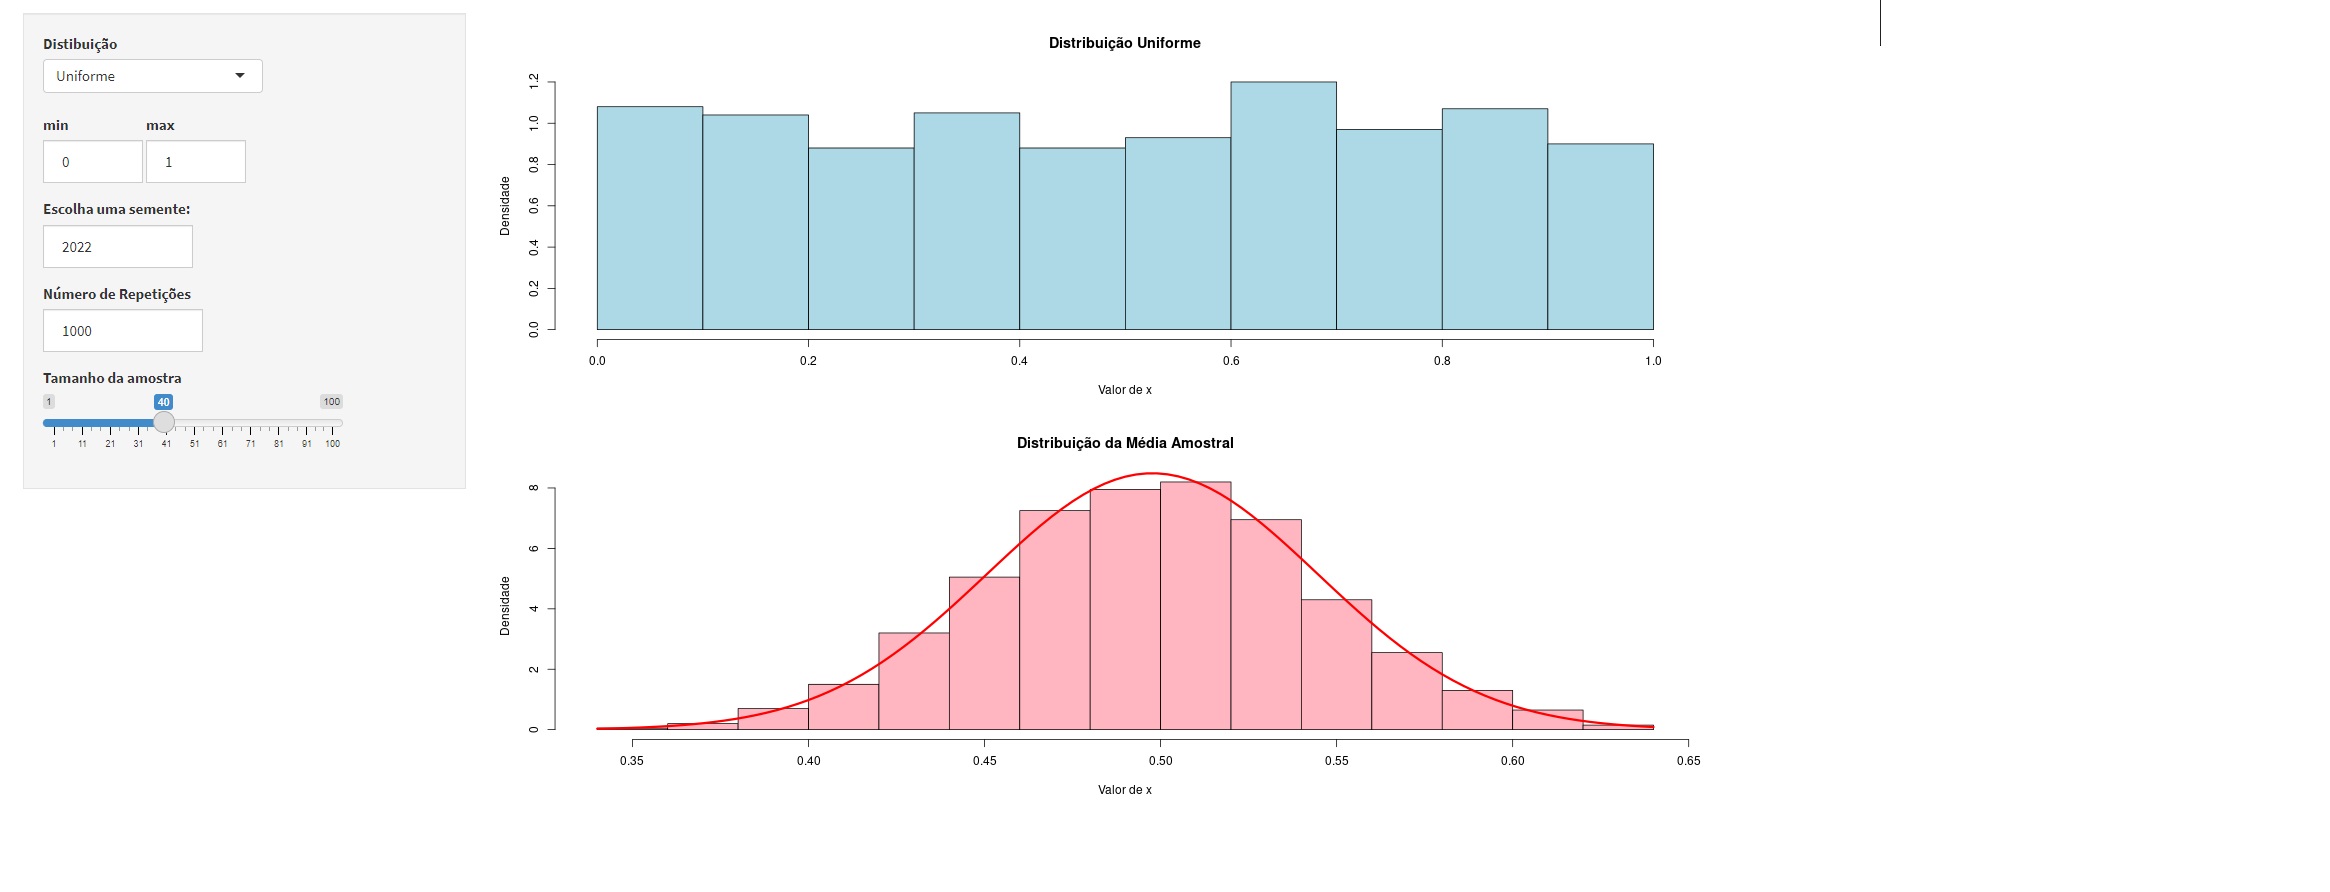 Distibuição
Uniforme
min max
0 1
Escolha uma semente:
2022
Número de Repetições
1000
Tamanho da amostra
1 40 100
1 11 21 31 41 51 61 71 81 91 100
Distribuição Uniforme
Densidade
0.0 0.2 0.4 0.6 0.8 1.0 1.2
0.0 0.2 0.4 0.6 0.8 1.0
Valor de x
Distribuição da Média Amostral
Densidade
0 2 4 6 8
0.35 0.40 0.45 0.50 0.55 0.60 0.65
Valor de x